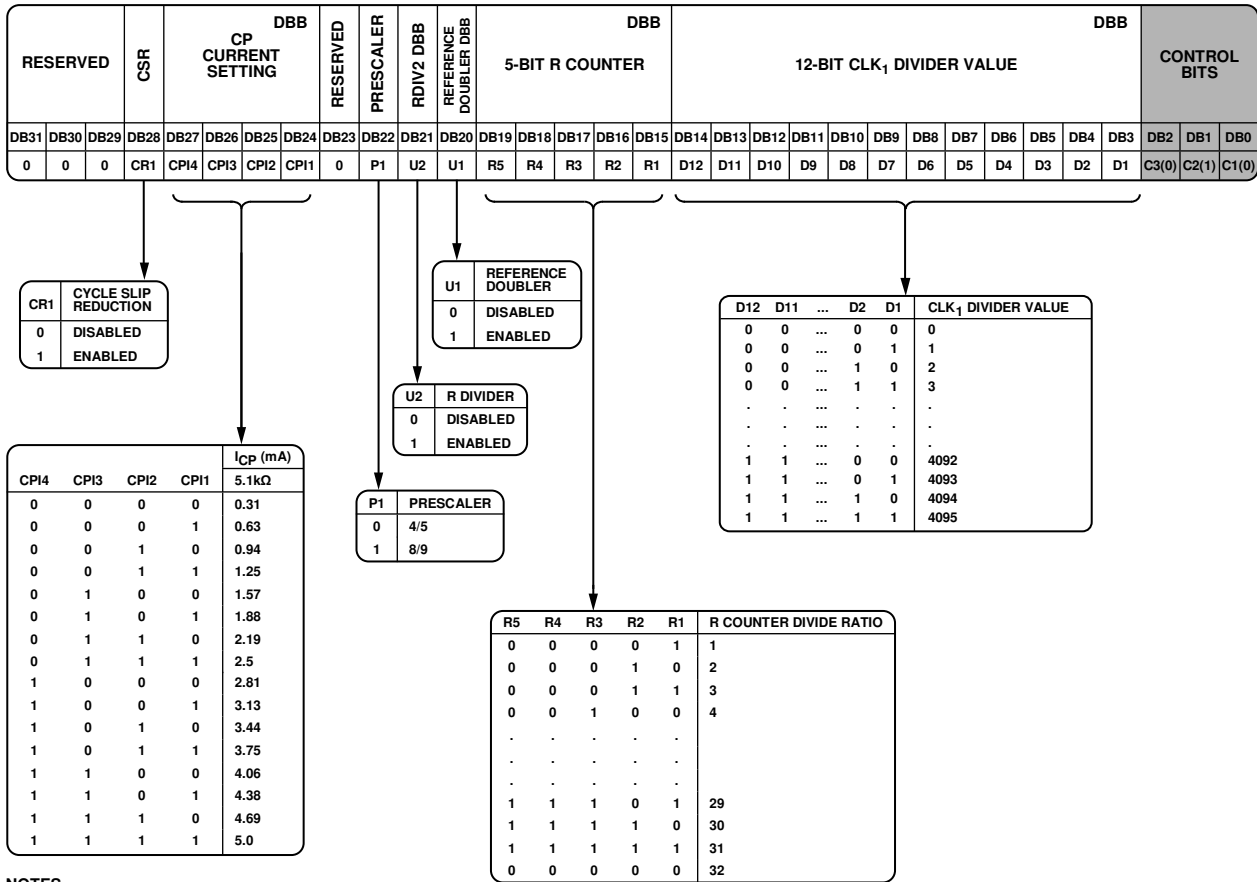 RESERVED
CSR
DBB
CP
CURRENT
SETTING
RESERVED
PRESCALER
RDIV2 DBB
REFERENCE
DOUBLER DBB
DBB
5-BIT R COUNTER
DBB
12-BIT CLK1 DIVIDER VALUE
CONTROL
BITS
DB31 DB30 DB29 DB28 DB27 DB26 DB25 DB24 DB23 DB22 DB21 DB20 DB19 DB18 DB17 DB16 DB15 DB14 DB13 DB12 DB11 DB10 DB9 DB8 DB7 DB6 DB5 DB4 DB3 DB2 DB1 DB0
0 0 0 CR1 CPI4 CPI3 CPI2 CPI1 0 P1 U2 U1 R5 R4 R3 R2 R1 D12 D11 D10 D9 D8 D7 D6 D5 D4 D3 D2 D1 C3(0) C2(1) C1(0)
CR1 CYCLE SLIP
REDUCTION
0 DISABLED
1 ENABLED
U1 REFERENCE
DOUBLER
0 DISABLED
1 ENABLED
U2 R DIVIDER
0 DISABLED
1 ENABLED
P1 PRESCALER
0 4/5
1 8/9
D12 D11 ... D2 D1 CLK1 DIVIDER VALUE
0 0 ... 0 0 0
0 0 ... 0 1 1
0 0 ... 1 0 2
0 0 ... 1 1 3
. . ... . . .
. . ... . . .
. . ... . . .
1 1 ... 0 0 4092
1 1 ... 0 1 4093
1 1 ... 1 0 4094
1 1 ... 1 1 4095
ICP (mA)
CPI4 CPI3 CPI2 CPI1 5.1kΩ
0 0 0 0 0.31
0 0 0 1 0.63
0 0 1 0 0.94
0 0 1 1 1.25
0 1 0 0 1.57
0 1 0 1 1.88
0 1 1 0 2.19
0 1 1 1 2.5
1 0 0 0 2.81
1 0 0 1 3.13
1 0 1 0 3.44
1 0 1 1 3.75
1 1 0 0 4.06
1 1 0 1 4.38
1 1 1 0 4.69
1 1 1 1 5.0
R5 R4 R3 R2 R1 R COUNTER DIVIDE RATIO
0 0 0 0 1 1
0 0 0 1 0 2
0 0 0 1 1 3
0 0 1 0 0 4
. . . . .
. . . . .
. . . . .
1 1 1 0 1 29
1 1 1 1 0 30
1 1 1 1 1 31
0 0 0 0 0 32
NOTES